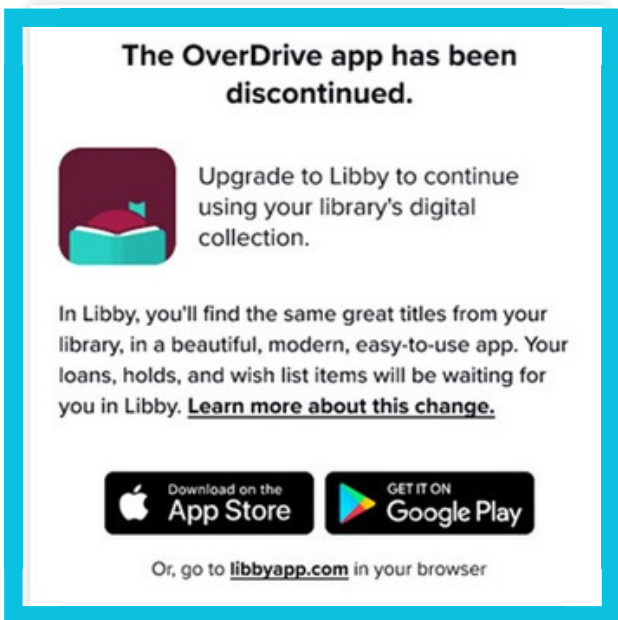 The OverDrive app has been
discontinued.
Upgrade to Libby to continue
using your library's digital
collection.
In Libby, you'll find the same great titles from your
library, in a beautiful, modern, easy-to-use app. Your
loans, holds, and wish list items will be waiting for
you in Libby. Learn more about this change.
Download on the
App Store
GET IT ON
Google Play
Or, go to libbyapp.com in your browser